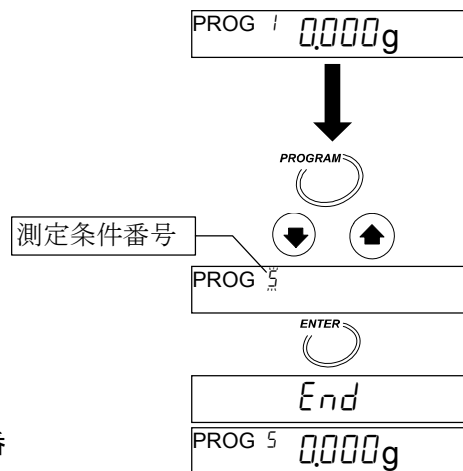 PROG 1 0.000g
PROGRAM
測定条件番号
PROG 5
ENTER
End
PROG 5 0.000g